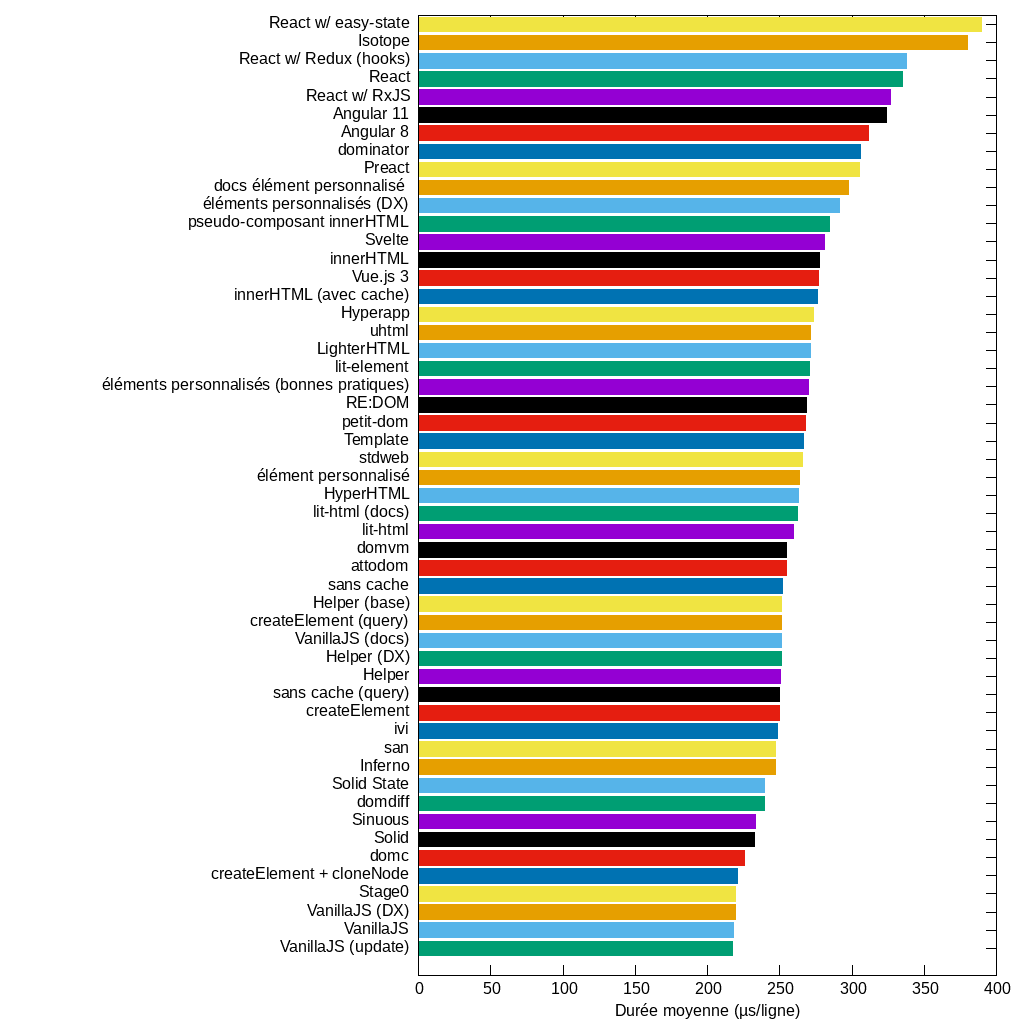 React w/ easy-state
Isotope
React w/ Redux (hooks)
React
React w/ RxJS
Angular 11
Angular 8
dominator
Preact
docs élément personnalisé
éléments personnalisés (DX)
pseudo-composant innerHTML
Svelte
innerHTML
Vue.js 3
innerHTML (avec cache)
Hyperapp
uhtml
LighterHTML
lit-element
éléments personnalisés (bonnes pratiques)
RE:DOM
petit-dom
Template
stdweb
élément personnalisé
HyperHTML
lit-html (docs)
lit-html
domvm
attodom
sans cache
Helper (base)
createElement (query)
VanillaJS (docs)
Helper (DX)
Helper
sans cache (query)
createElement
ivi
san
Inferno
Solid State
domdiff
Sinuous
Solid
domc
createElement + cloneNode
Stage0
VanillaJS (DX)
VanillaJS
VanillaJS (update)
0 50 100 150 200 250 300 350 400
Durée moyenne (µs/ligne)